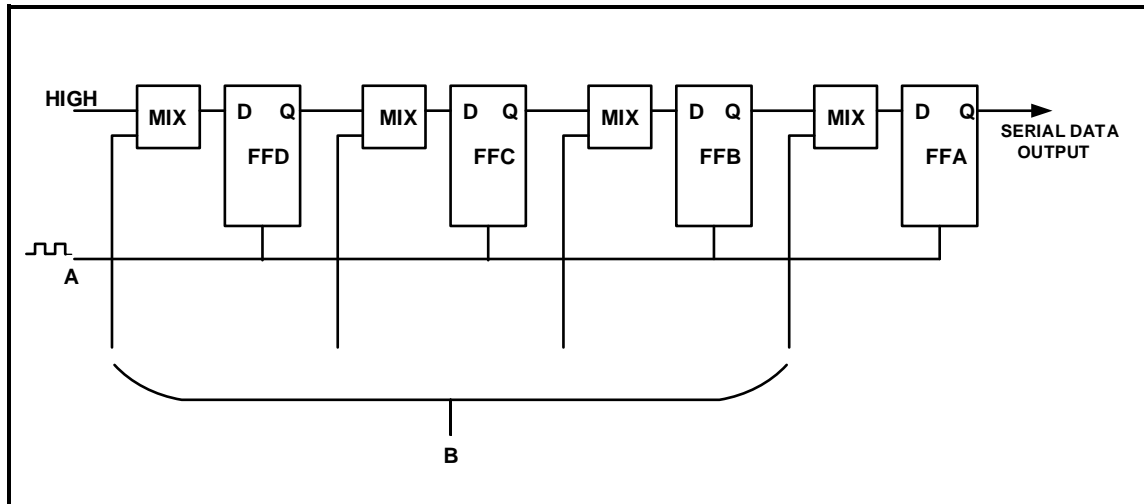 HIGH
MIX
D Q
FFD
MIX
D Q
FFC
MIX
D Q
FFB
MIX
D Q
FFA
SERIAL DATA
OUTPUT
A
B